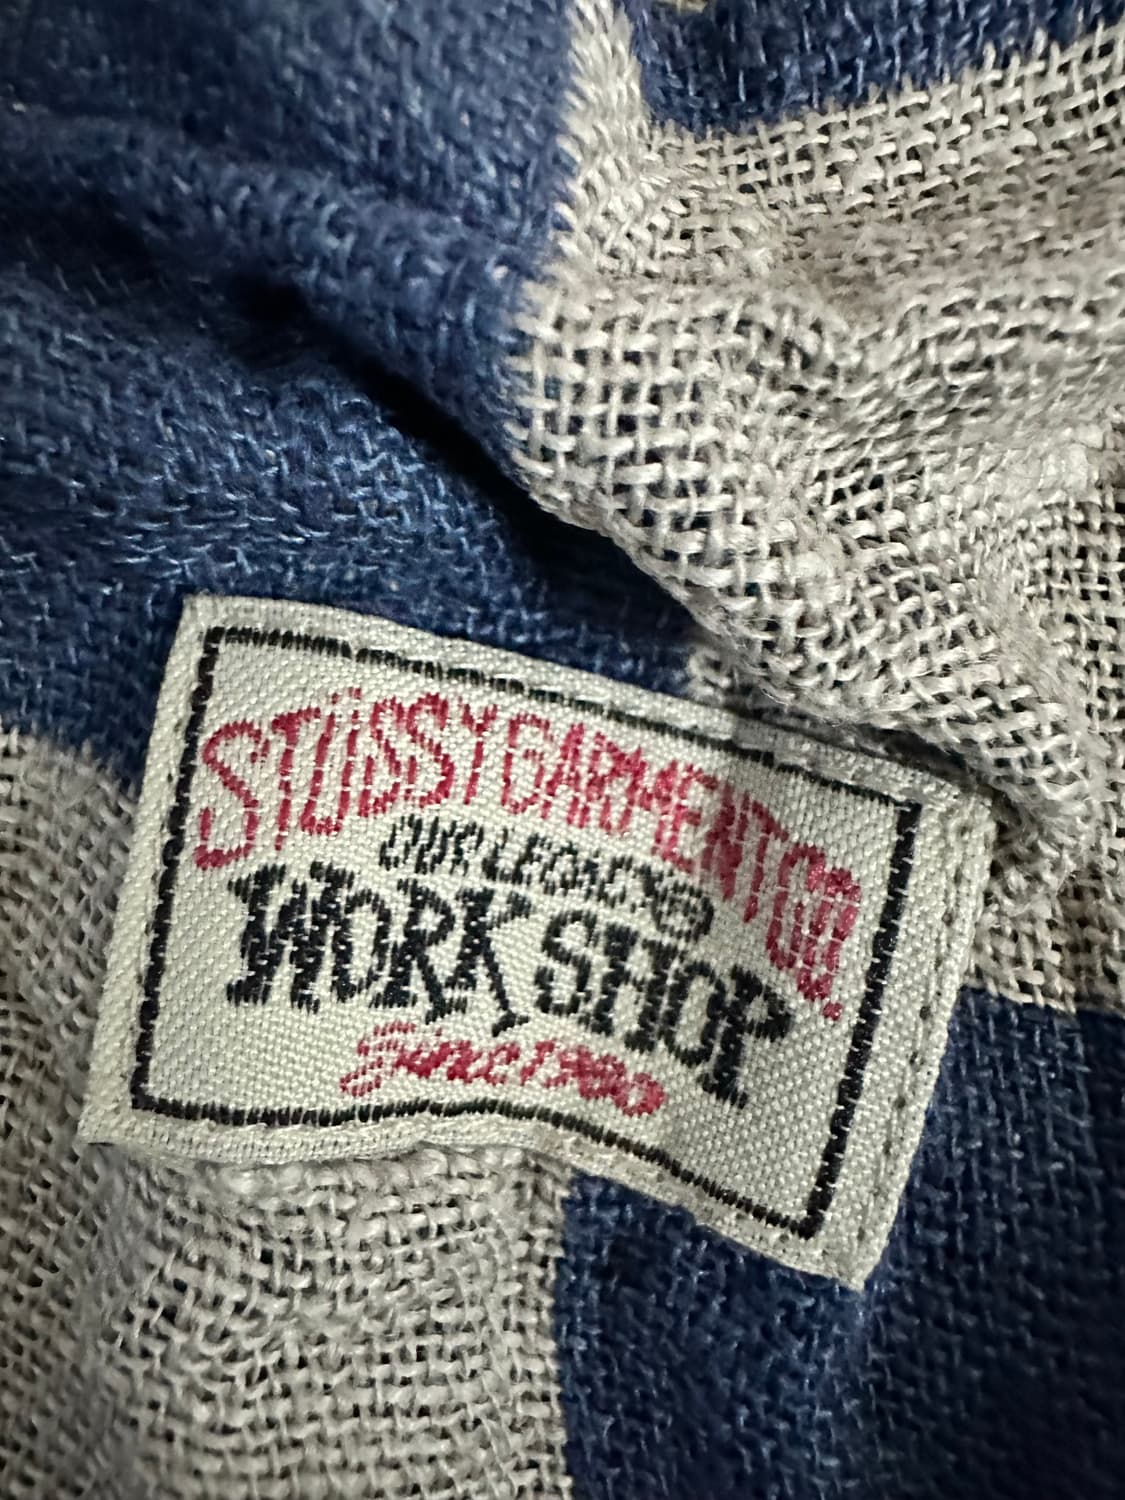 STÜSSY GARMENT CO.
OUR LEGACY®
WORK SHOP
Since 1980